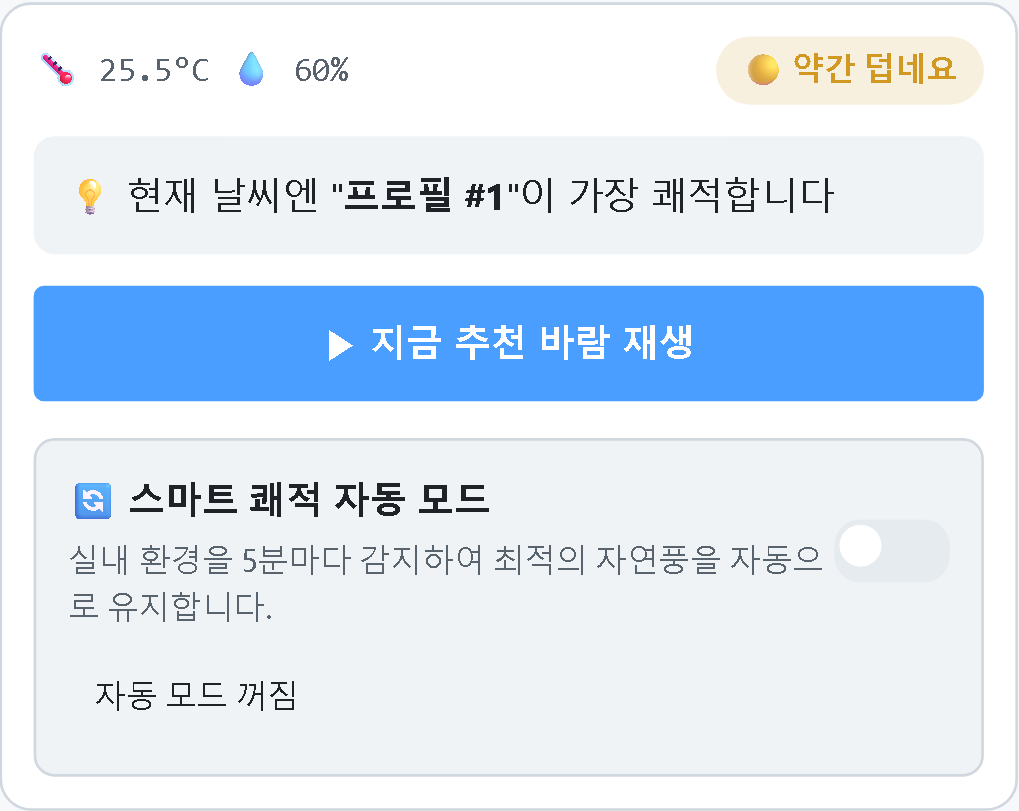 25.5°C 60%
약간 덥네요
현재 날씨엔 "프로필 #1"이 가장 쾌적합니다
지금 추천 바람 재생
스마트 쾌적 자동 모드
실내 환경을 5분마다 감지하여 최적의 자연풍을 자동으
로 유지합니다.
자동 모드 꺼짐